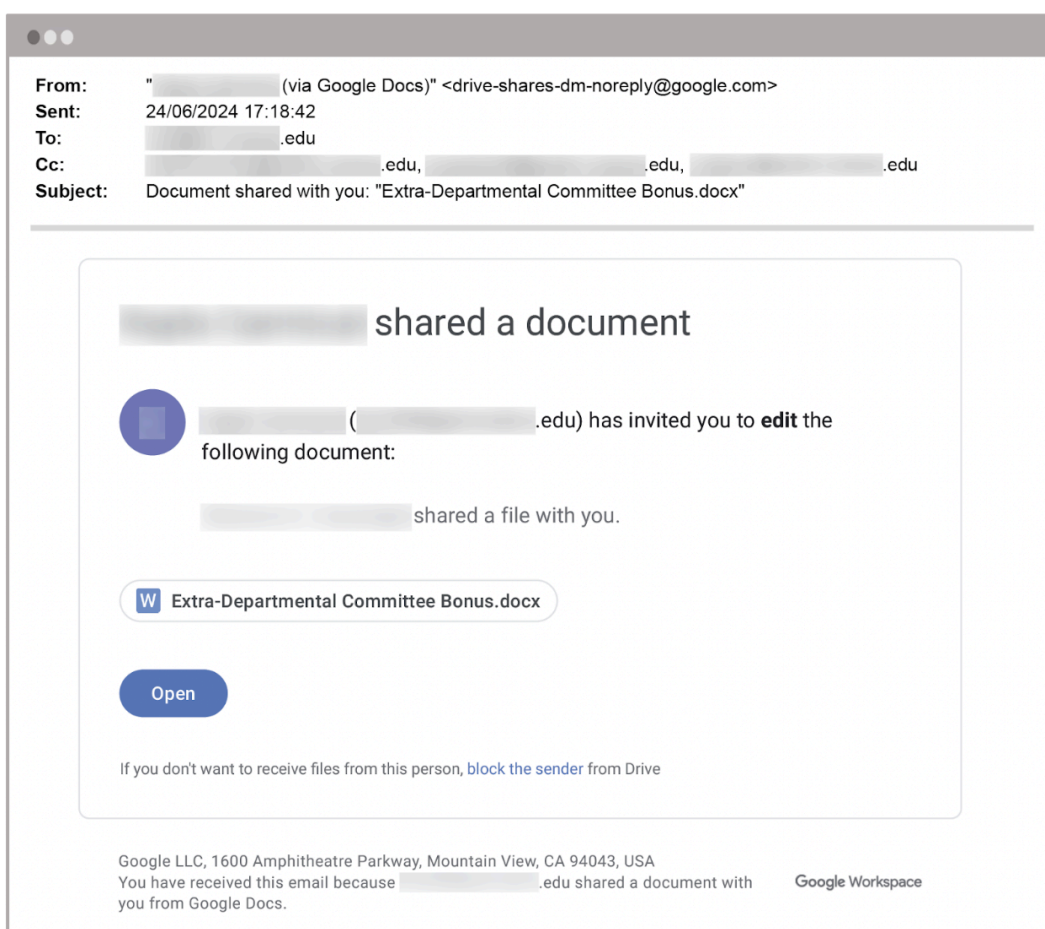 From: " (via Google Docs)" <drive-shares-dm-noreply@google.com>
Sent: 24/06/2024 17:18:42
To: .edu
Cc: .edu, .edu, .edu
Subject: Document shared with you: "Extra-Departmental Committee Bonus.docx"
shared a document
( .edu) has invited you to edit the
following document:
shared a file with you.
W Extra-Departmental Committee Bonus.docx
Open
If you don't want to receive files from this person, block the sender from Drive
Google LLC, 1600 Amphitheatre Parkway, Mountain View, CA 94043, USA
You have received this email because .edu shared a document with
you from Google Docs.
Google Workspace